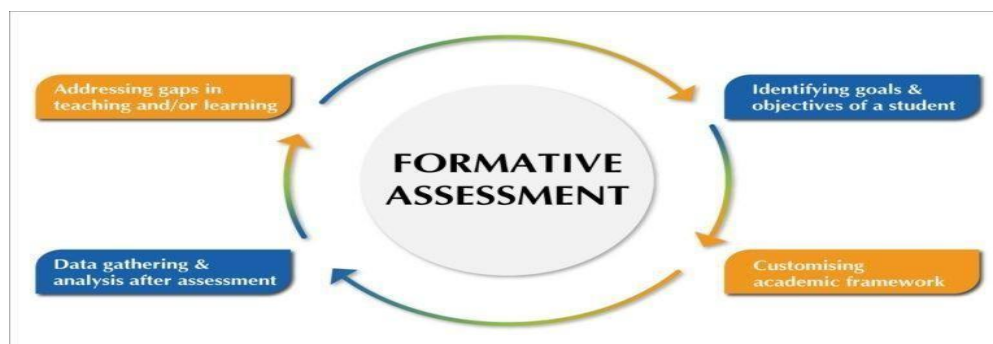 Addressing gaps in
teaching and/or learning
Identifying goals &
objectives of a student
FORMATIVE
ASSESSMENT
Data gathering &
analysis after assessment
Customising
academic framework